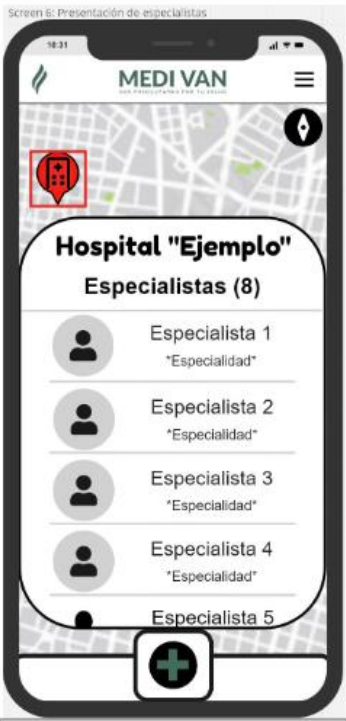 Screen 6: Presentación de especialistas
10:31
MEDI VAN
Hospital "Ejemplo"
Especialistas (8)
Especialista 1
*Especialidad*
Especialista 2
*Especialidad*
Especialista 3
*Especialidad*
Especialista 4
*Especialidad*
Especialista 5